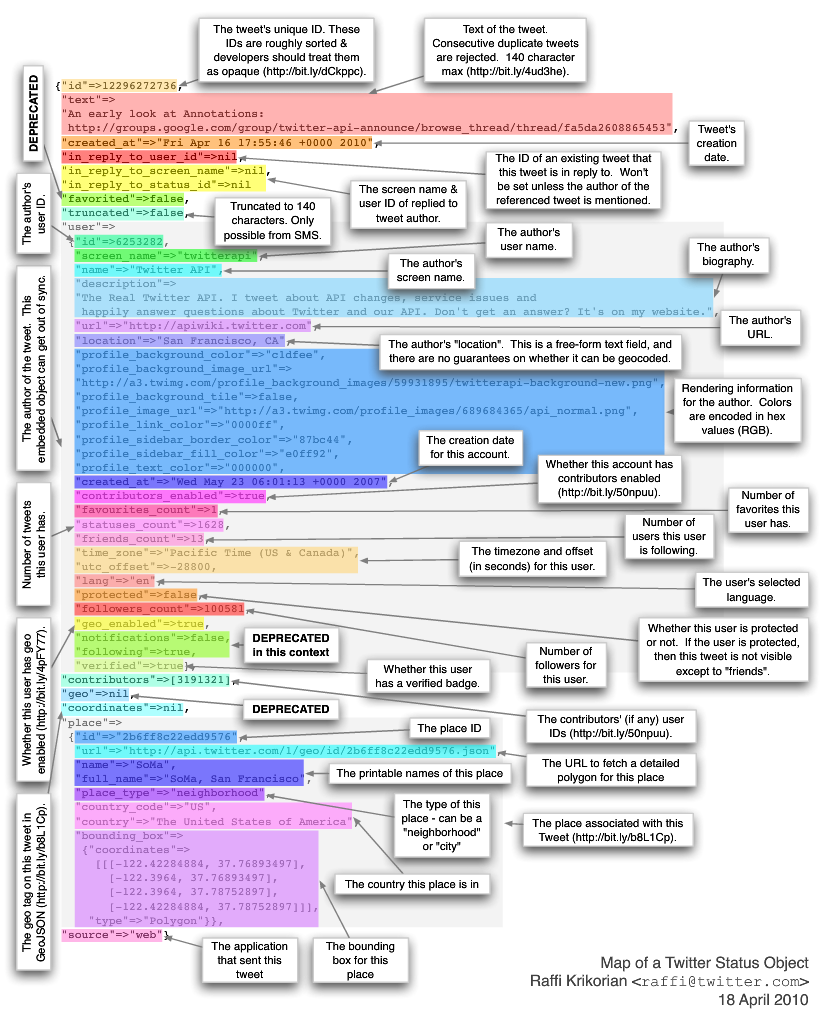 The tweet's unique ID. These
IDs are roughly sorted &
developers should treat them
as opaque (http://bit.ly/dCkppc).
Text of the tweet.
Consecutive duplicate tweets
are rejected. 140 character
max (http://bit.ly/4ud3he).
DEPRECATED
{"id"=>12296272736,
"text"=>
"An early look at Annotations:
http://groups.google.com/group/twitter-api-announce/browse_thread/thread/fa5da2608865453",
"created_at"=>"Fri Apr 16 17:55:46 +0000 2010",
Tweet's
creation
date.
"in_reply_to_user_id"=>nil,
"in_reply_to_screen_name"=>nil,
"in_reply_to_status_id"=>nil
The ID of an existing tweet that
this tweet is in reply to. Won't
be set unless the author of the
referenced tweet is mentioned.
The screen name &
user ID of replied to
tweet author.
"favorited"=>false,
"truncated"=>false,
Truncated to 140
characters. Only
possible from SMS.
The author's
user ID.
"user"=>
{"id"=>6253282,
"screen_name"=>"twitterapi",
The author's
user name.
"name"=>"Twitter API",
The author's
screen name.
The author's
biography.
"description"=>
"The Real Twitter API. I tweet about API changes, service issues and
happily answer questions about Twitter and our API. Don't get an answer? It's on my website.",
"url"=>"http://apiwiki.twitter.com",
The author's
URL.
"location"=>"San Francisco, CA",
The author's "location". This is a free-form text field, and
there are no guarantees on whether it can be geocoded.
The author of the tweet. This
embedded object can get out of sync.
"profile_background_color"=>"c1dfee",
"profile_background_image_url"=>
"http://a3.twimg.com/profile_background_images/59931895/twitterapi-background-new.png",
"profile_background_tile"=>false,
"profile_image_url"=>"http://a3.twimg.com/profile_images/689684365/api_normal.png",
"profile_link_color"=>"0000ff",
"profile_sidebar_border_color"=>"87bc44",
"profile_sidebar_fill_color"=>"e0ff92",
"profile_text_color"=>"000000",
Rendering information
for the author. Colors
are encoded in hex
values (RGB).
The creation date
for this account.
"created_at"=>"Wed May 23 06:01:13 +0000 2007",
"contributors_enabled"=>true,
Whether this account has
contributors enabled
(http://bit.ly/50npuu).
"favourites_count"=>1,
Number of
favorites this
user has.
"statuses_count"=>1628,
Number of tweets
this user has.
"friends_count"=>13,
Number of
users this user
is following.
"time_zone"=>"Pacific Time (US & Canada)",
"utc_offset"=>-28800,
The timezone and offset
(in seconds) for this user.
"lang"=>"en",
The user's selected
language.
"protected"=>false,
Whether this user is protected
or not. If the user is protected,
then this tweet is not visible
except to "friends".
"followers_count"=>100581,
Number of
followers for
this user.
"geo_enabled"=>true,
Whether this user has geo
enabled (http://bit.ly/4pFY77).
"notifications"=>false,
"following"=>true,
DEPRECATED
in this context
"verified"=>true},
Whether this user
has a verified badge.
"contributors"=>[3191321],
The contributors' (if any) user
IDs (http://bit.ly/50npuu).
"geo"=>nil,
DEPRECATED
"coordinates"=>nil,
The geo tag on this tweet in
GeoJSON (http://bit.ly/b8L1Cp).
"place"=>
{"id"=>"2b6ff8c22edd9576",
The place ID
"url"=>"http://api.twitter.com/1/geo/id/2b6ff8c22edd9576.json",
The URL to fetch a detailed
polygon for this place
"name"=>"SoMa",
"full_name"=>"SoMa, San Francisco",
The printable names of this place
"place_type"=>"neighborhood",
The type of this
place - can be a
"neighborhood"
or "city"
The place associated with this
Tweet (http://bit.ly/b8L1Cp).
"country_code"=>"US",
"country"=>"The United States of America",
The country this place is in
"bounding_box"=>
{"coordinates"=>
[[[-122.42284884, 37.76893497],
[-122.3964, 37.76893497],
[-122.3964, 37.78752897],
[-122.42284884, 37.78752897]]],
"type"=>"Polygon"}},
The bounding
box for this
place
"source"=>"web"}
The application
that sent this
tweet
Map of a Twitter Status Object
Raffi Krikorian <raffi@twitter.com>
18 April 2010